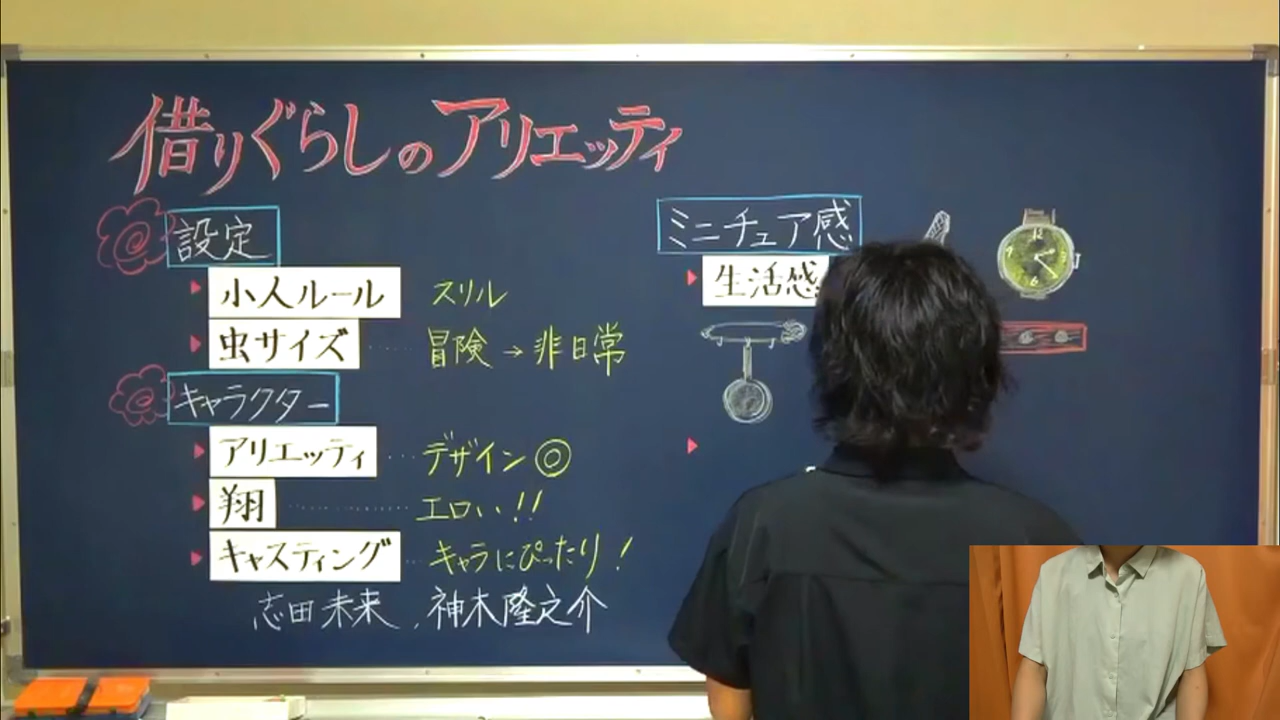 借りぐらしのアリエッティ
設定
小人ルール スリル
虫サイズ ‥‥ 冒険 → 非日常
キャラクター
アリエッティ ‥‥ デザイン◎
翔 ‥‥‥‥‥ エロい!!
キャスティング ‥ キャラにぴったり!
志田未来、神木隆之介
ミニチュア感
生活感
12